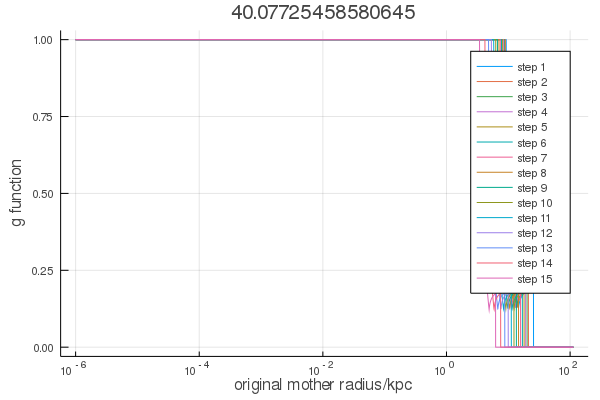 40.07725458580645
1.00
0.75
0.50
0.25
0.00
g function
step 1
step 2
step 3
step 4
step 5
step 6
step 7
step 8
step 9
step 10
step 11
step 12
step 13
step 14
step 15
10^-6 10^-4 10^-2 10^0 10^2
original mother radius/kpc